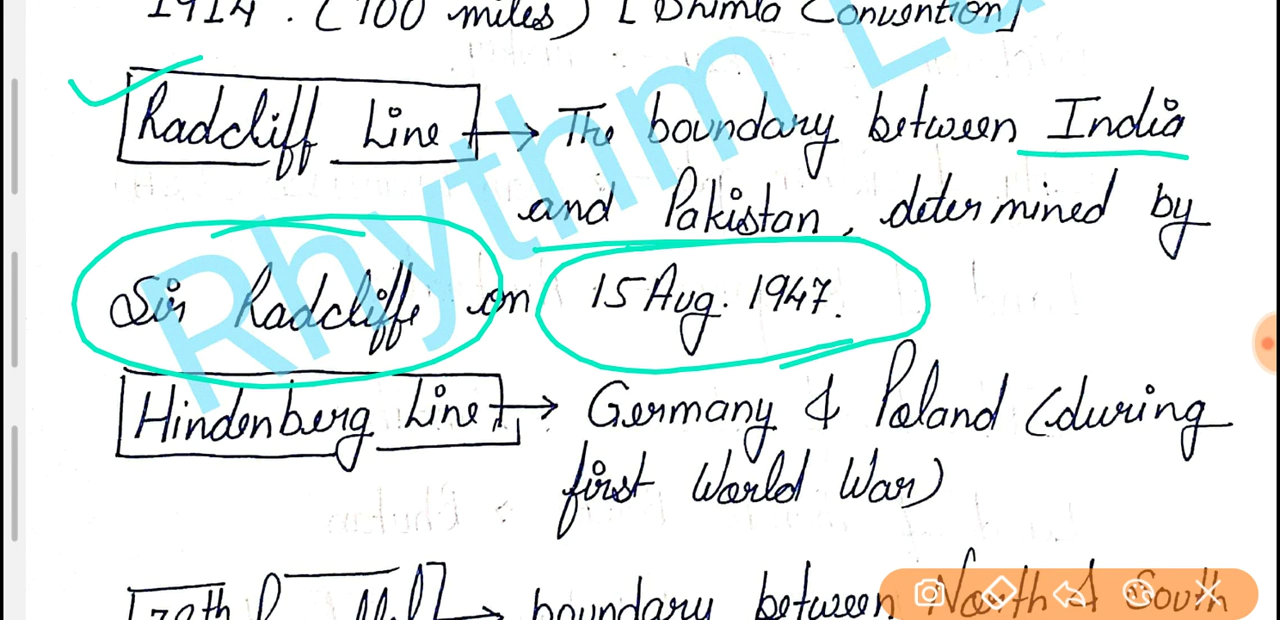 1914. (700 miles) [Shimla Convention]
Radcliff Line → The boundary between India
and Pakistan, determined by
Sir Radcliffe on 15 Aug. 1947.
Hindenberg Line → Germany & Poland (during
first World War)
boundary between North & South
Rhythm